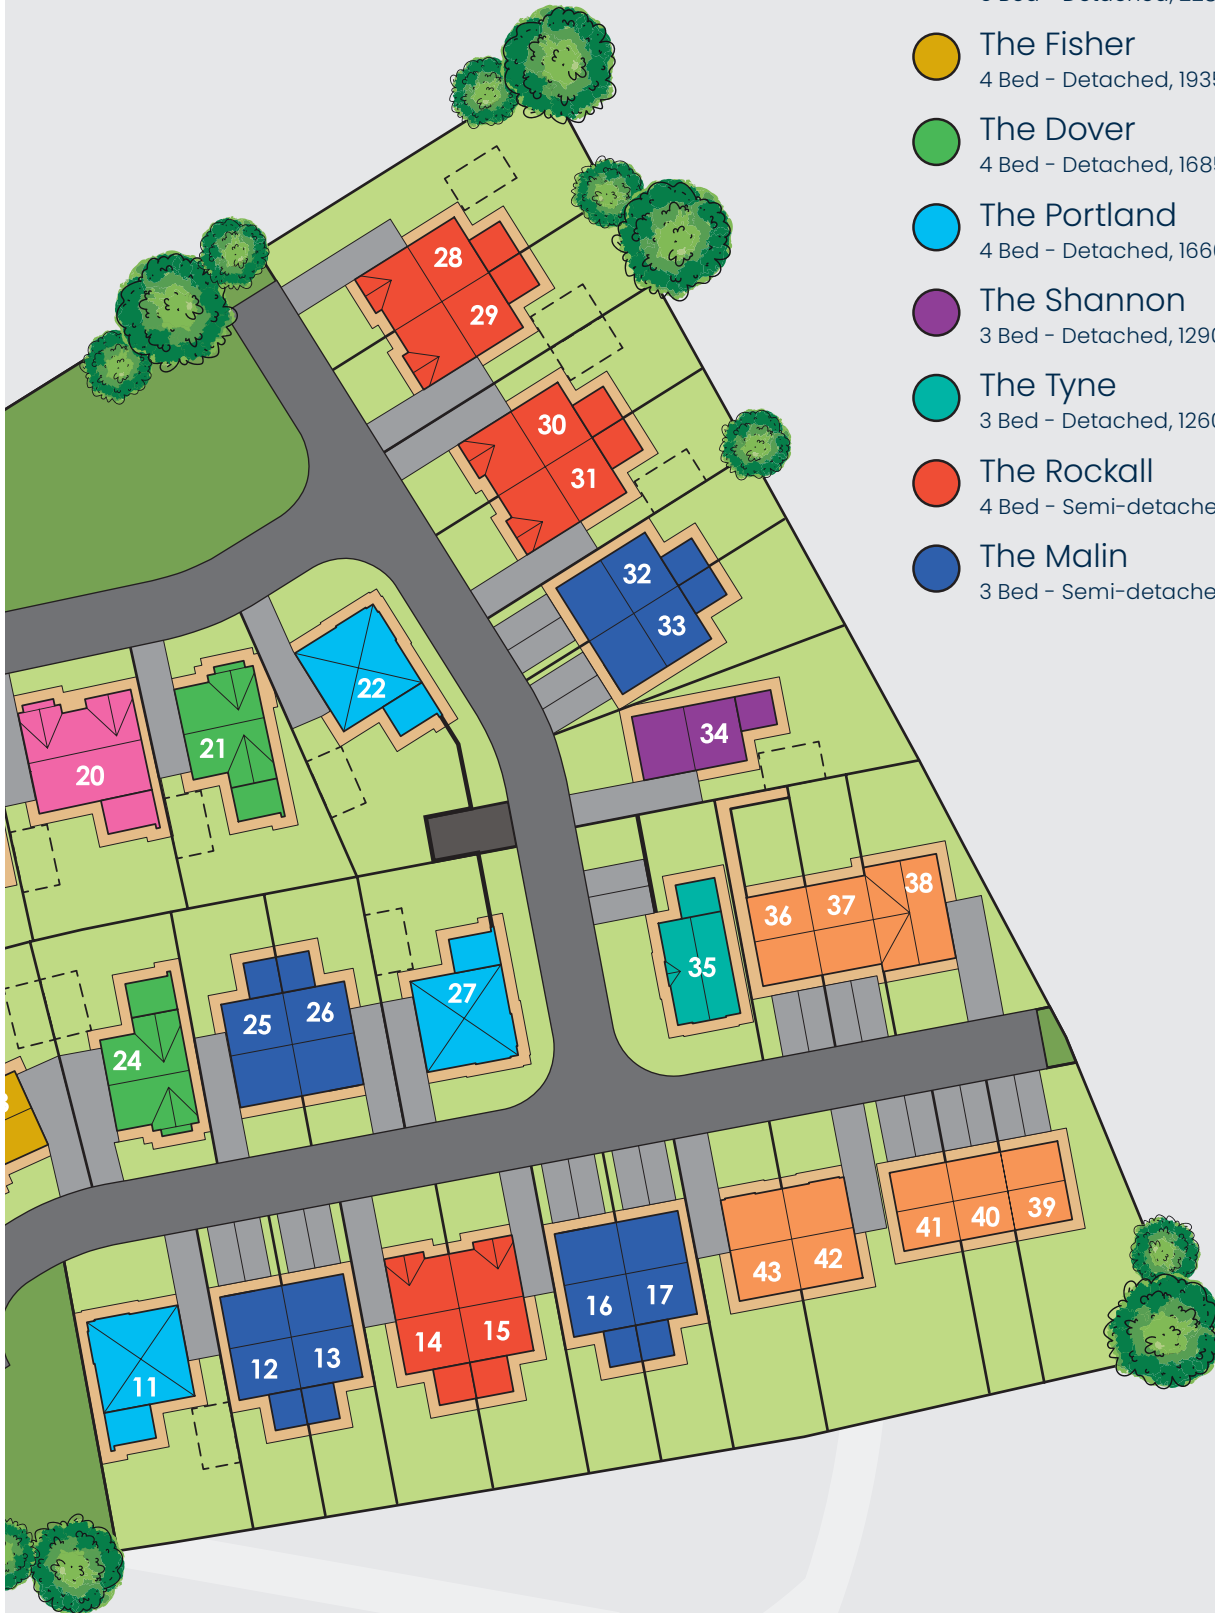 The Fisher
4 Bed - Detached, 193
The Dover
4 Bed - Detached, 168
The Portland
4 Bed - Detached, 166
The Shannon
3 Bed - Detached, 129
The Tyne
3 Bed - Detached, 126
The Rockall
4 Bed - Semi-detache
The Malin
3 Bed - Semi-detache
28
29
30
31
32
33
22
34
20
21
35
36
37
38
24
25
26
27
11
12
13
14
15
16
17
43
42
41
40
39